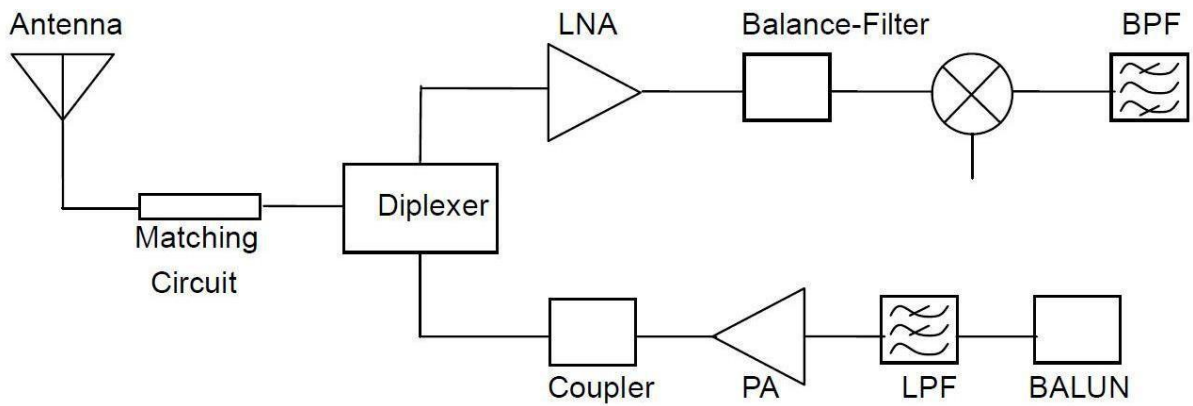 Antenna
LNA
Balance-Filter
BPF
Diplexer
Matching
Circuit
Coupler
PA
LPF
BALUN